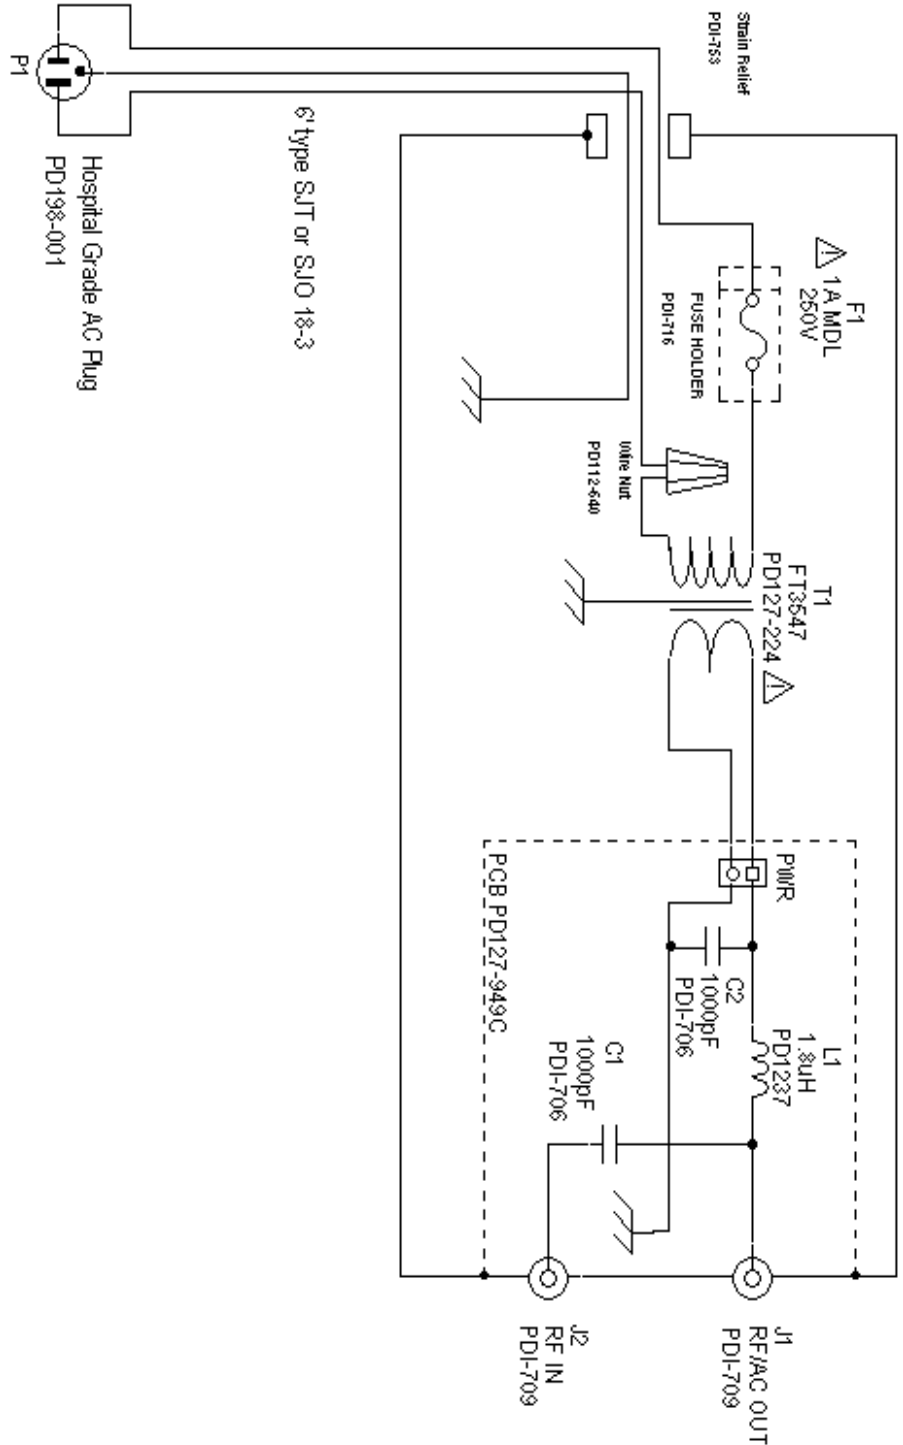 P1
Hospital Grade AC Plug
PD198-001
6' type SJT or SJO 18-3
Strain Relief
PDI-753
F1
1A MDL
250V
FUSE HOLDER
PDI-716
Wire Nut
PD112-640
T1
FT3547
PD127-224
PWR
PCB PD127-949C
C2
1000pF
PDI-706
L1
1.8uH
PD1237
C1
1000pF
PDI-706
J1
RF/AC OUT
PDI-709
J2
RF IN
PDI-709